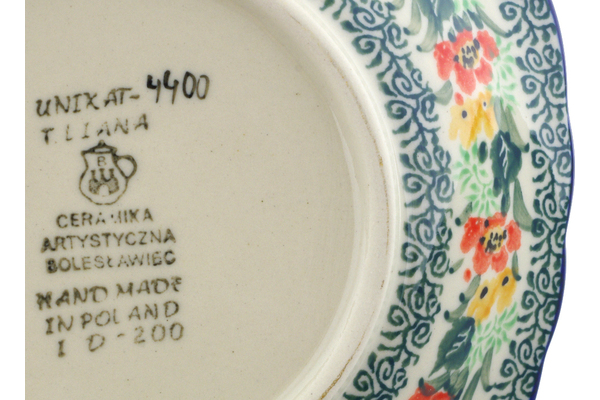 UNIKAT-4400
T. LIANA
B
CERAMIKA
ARTYSTYCZNA
BOLESŁAWIEC
HAND MADE
IN POLAND
I D-200